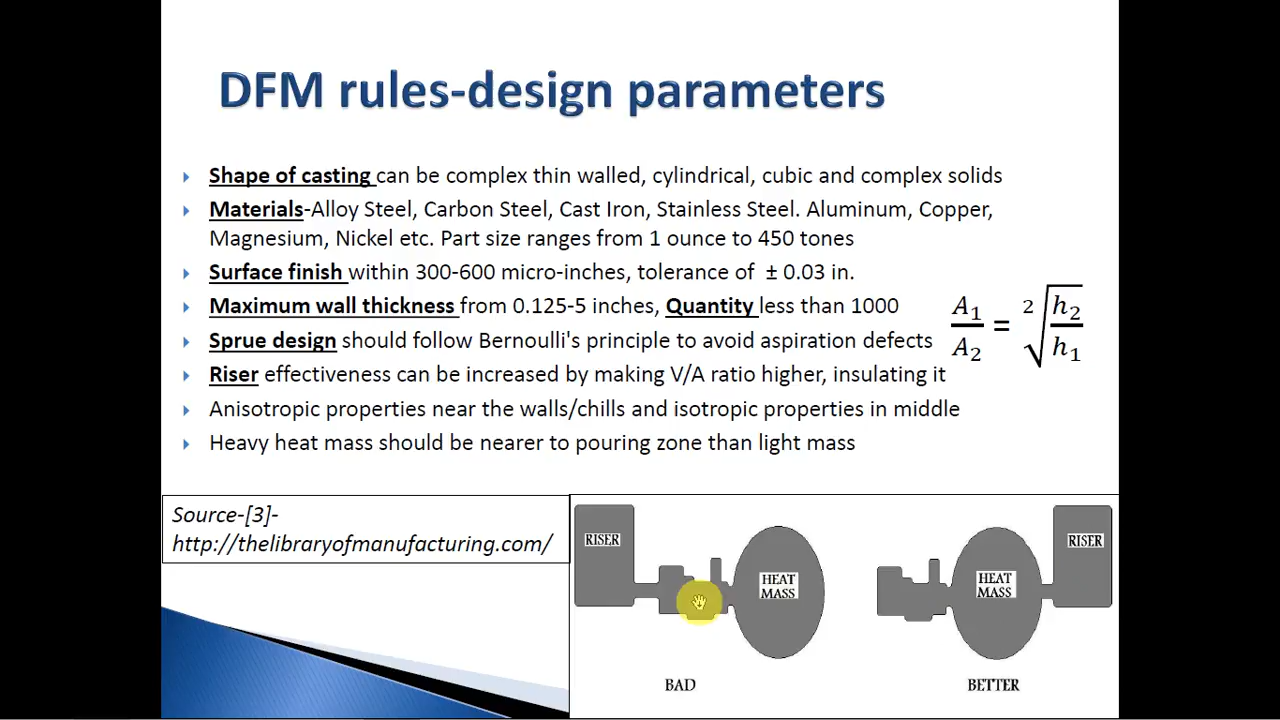 DFM rules-design parameters
Shape of casting can be complex thin walled, cylindrical, cubic and complex solids
Materials-Alloy Steel, Carbon Steel, Cast Iron, Stainless Steel. Aluminum, Copper,
Magnesium, Nickel etc. Part size ranges from 1 ounce to 450 tones
Surface finish within 300-600 micro-inches, tolerance of ± 0.03 in.
Maximum wall thickness from 0.125-5 inches, Quantity less than 1000
Sprue design should follow Bernoulli's principle to avoid aspiration defects
A₁/A₂ = ²√(h₂/h₁)
Riser effectiveness can be increased by making V/A ratio higher, insulating it
Anisotropic properties near the walls/chills and isotropic properties in middle
Heavy heat mass should be nearer to pouring zone than light mass
Source-[3]-
http://thelibraryofmanufacturing.com/
RISER
HEAT
MASS
BAD
HEAT
MASS
RISER
BETTER